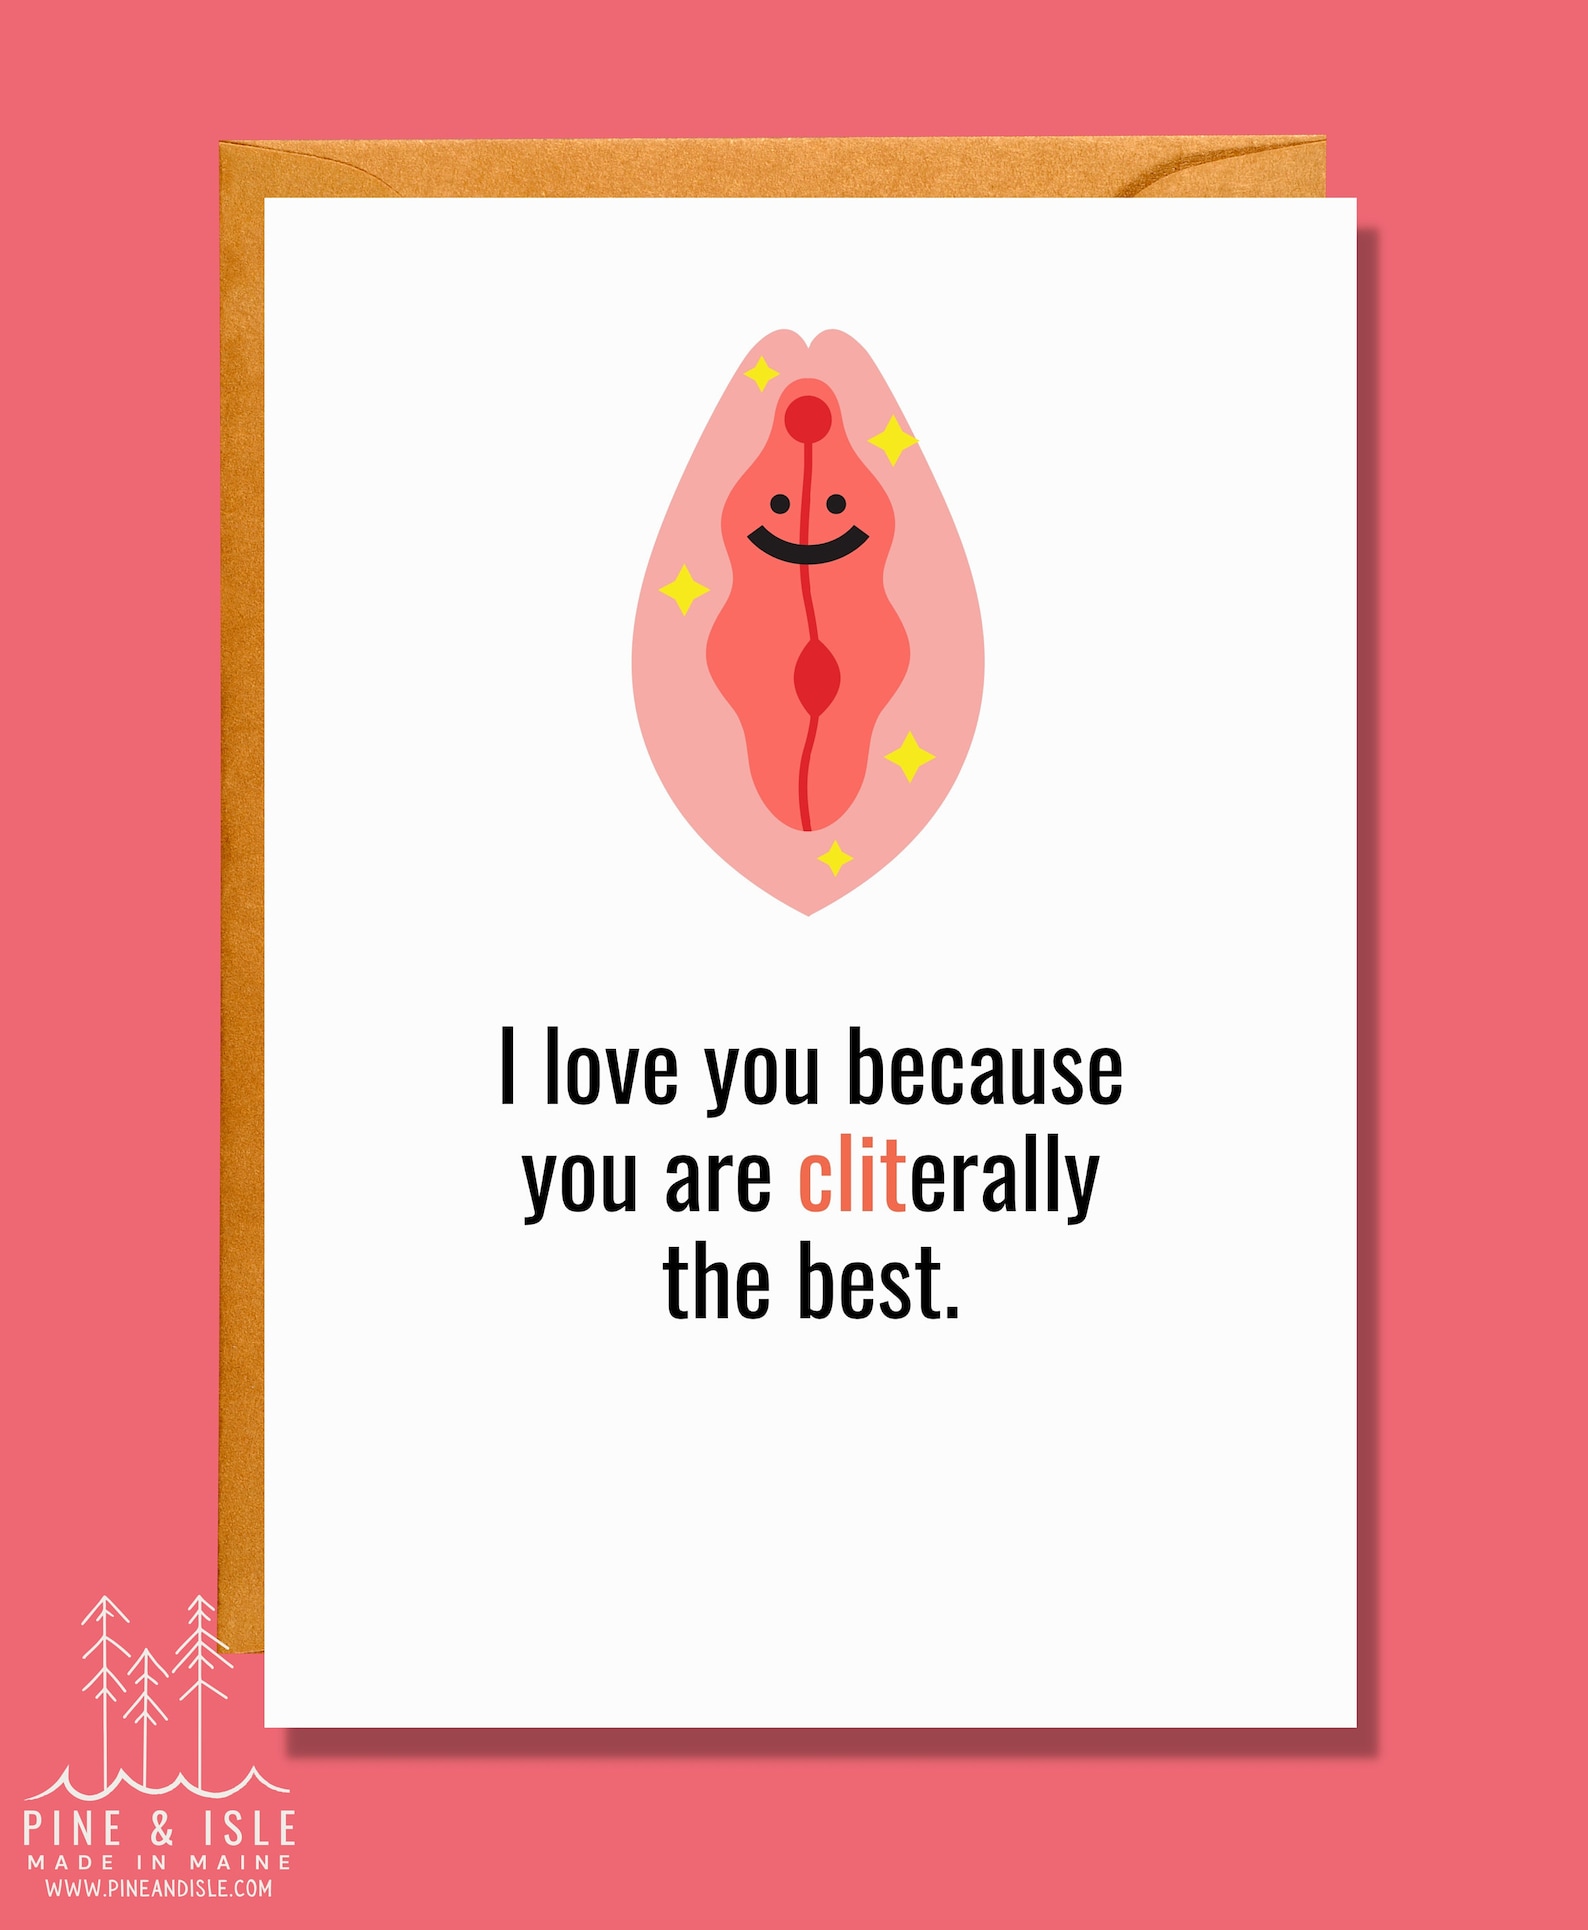 I love you because
you are cliterally
the best.
PINE & ISLE
MADE IN MAINE
WWW.PINEANDISLE.COM